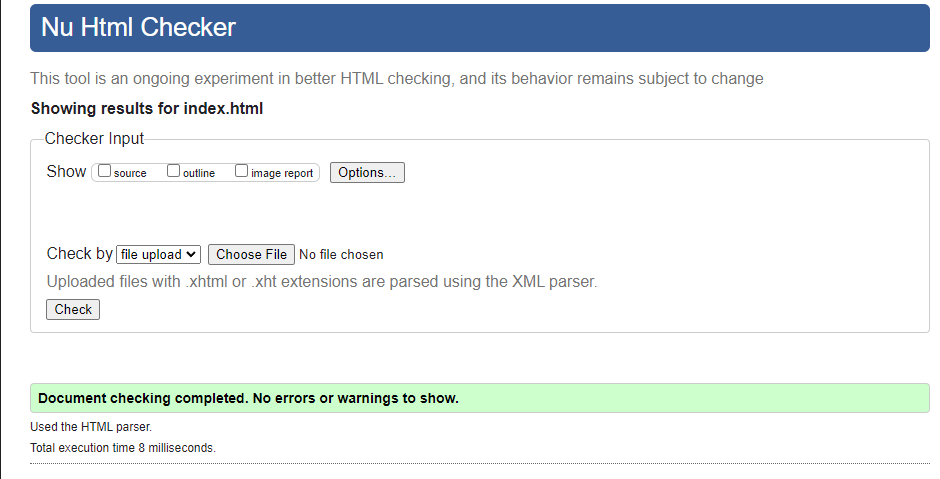 Nu Html Checker
This tool is an ongoing experiment in better HTML checking, and its behavior remains subject to change
Showing results for index.html
Checker Input
Show source outline image report Options...
Check by file upload Choose File No file chosen
Uploaded files with .xhtml or .xht extensions are parsed using the XML parser.
Check
Document checking completed. No errors or warnings to show.
Used the HTML parser.
Total execution time 8 milliseconds.